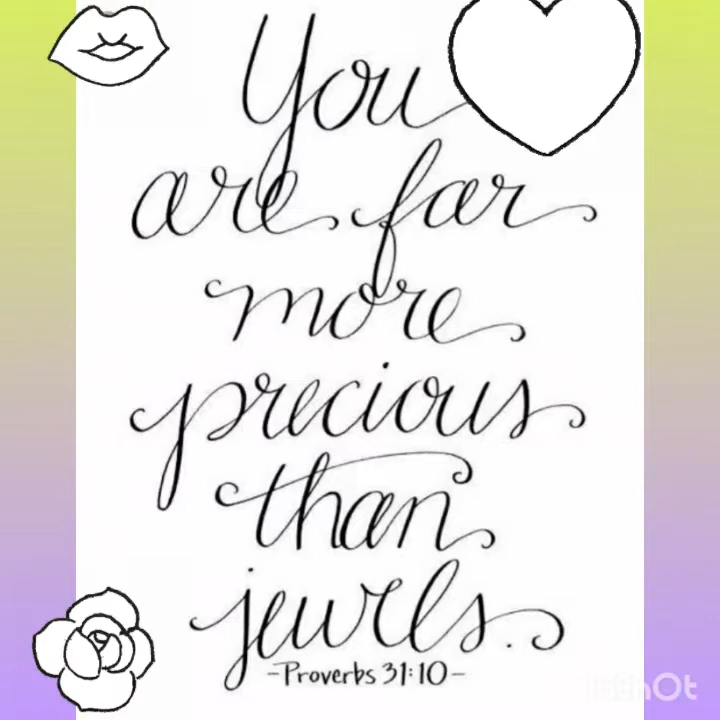 You
are far
more
precious
than
jewels.
-Proverbs 31:10-